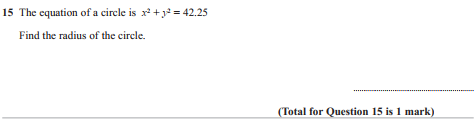 15 The equation of a circle is x² + y² = 42.25
Find the radius of the circle.
(Total for Question 15 is 1 mark)